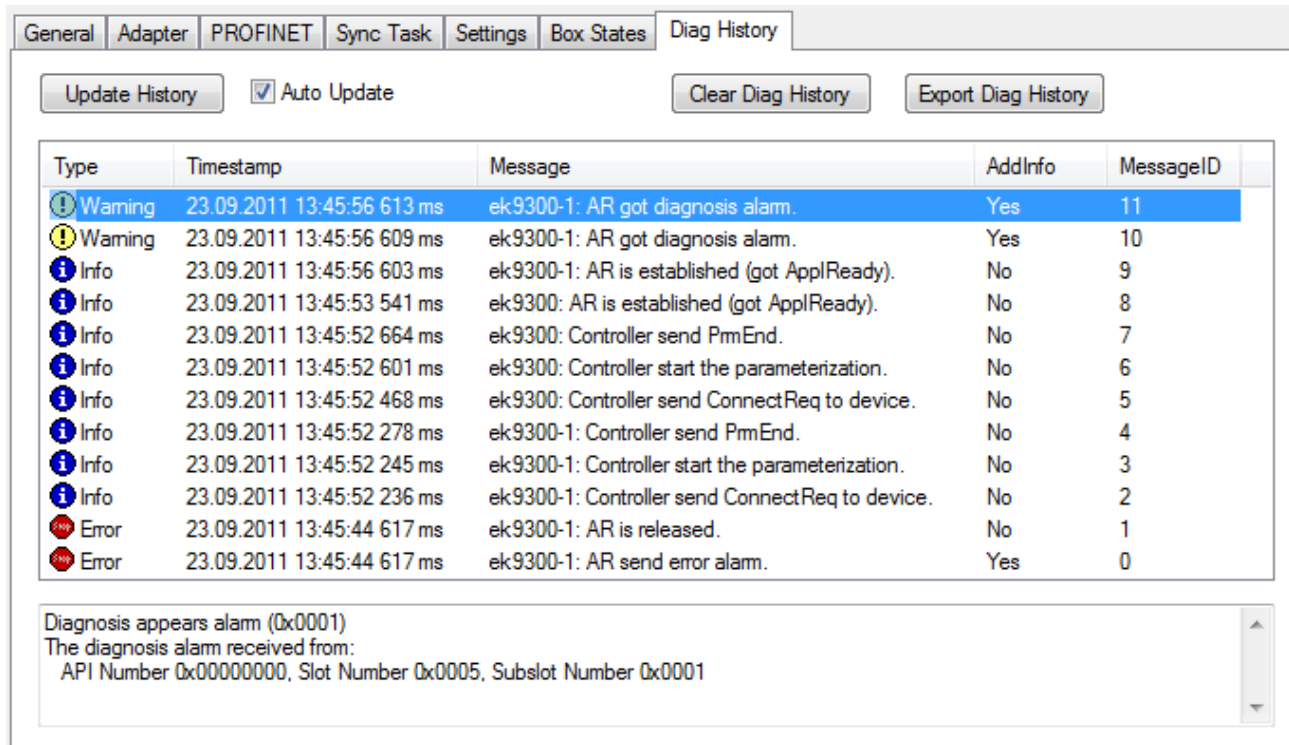 General Adapter PROFINET Sync Task Settings Box States Diag History
Update History Auto Update Clear Diag History Export Diag History
Type Timestamp Message AddInfo MessageID
Warning 23.09.2011 13:45:56 613 ms ek9300-1: AR got diagnosis alarm. Yes 11
Warning 23.09.2011 13:45:56 609 ms ek9300-1: AR got diagnosis alarm. Yes 10
Info 23.09.2011 13:45:56 603 ms ek9300-1: AR is established (got ApplReady). No 9
Info 23.09.2011 13:45:53 541 ms ek9300: AR is established (got ApplReady). No 8
Info 23.09.2011 13:45:52 664 ms ek9300: Controller send PrmEnd. No 7
Info 23.09.2011 13:45:52 601 ms ek9300: Controller start the parameterization. No 6
Info 23.09.2011 13:45:52 468 ms ek9300: Controller send ConnectReq to device. No 5
Info 23.09.2011 13:45:52 278 ms ek9300-1: Controller send PrmEnd. No 4
Info 23.09.2011 13:45:52 245 ms ek9300-1: Controller start the parameterization. No 3
Info 23.09.2011 13:45:52 236 ms ek9300-1: Controller send ConnectReq to device. No 2
Stop Error 23.09.2011 13:45:44 617 ms ek9300-1: AR is released. No 1
Stop Error 23.09.2011 13:45:44 617 ms ek9300-1: AR send error alarm. Yes 0
Diagnosis appears alarm (0x0001)
The diagnosis alarm received from:
API Number 0x00000000, Slot Number 0x0005, Subslot Number 0x0001